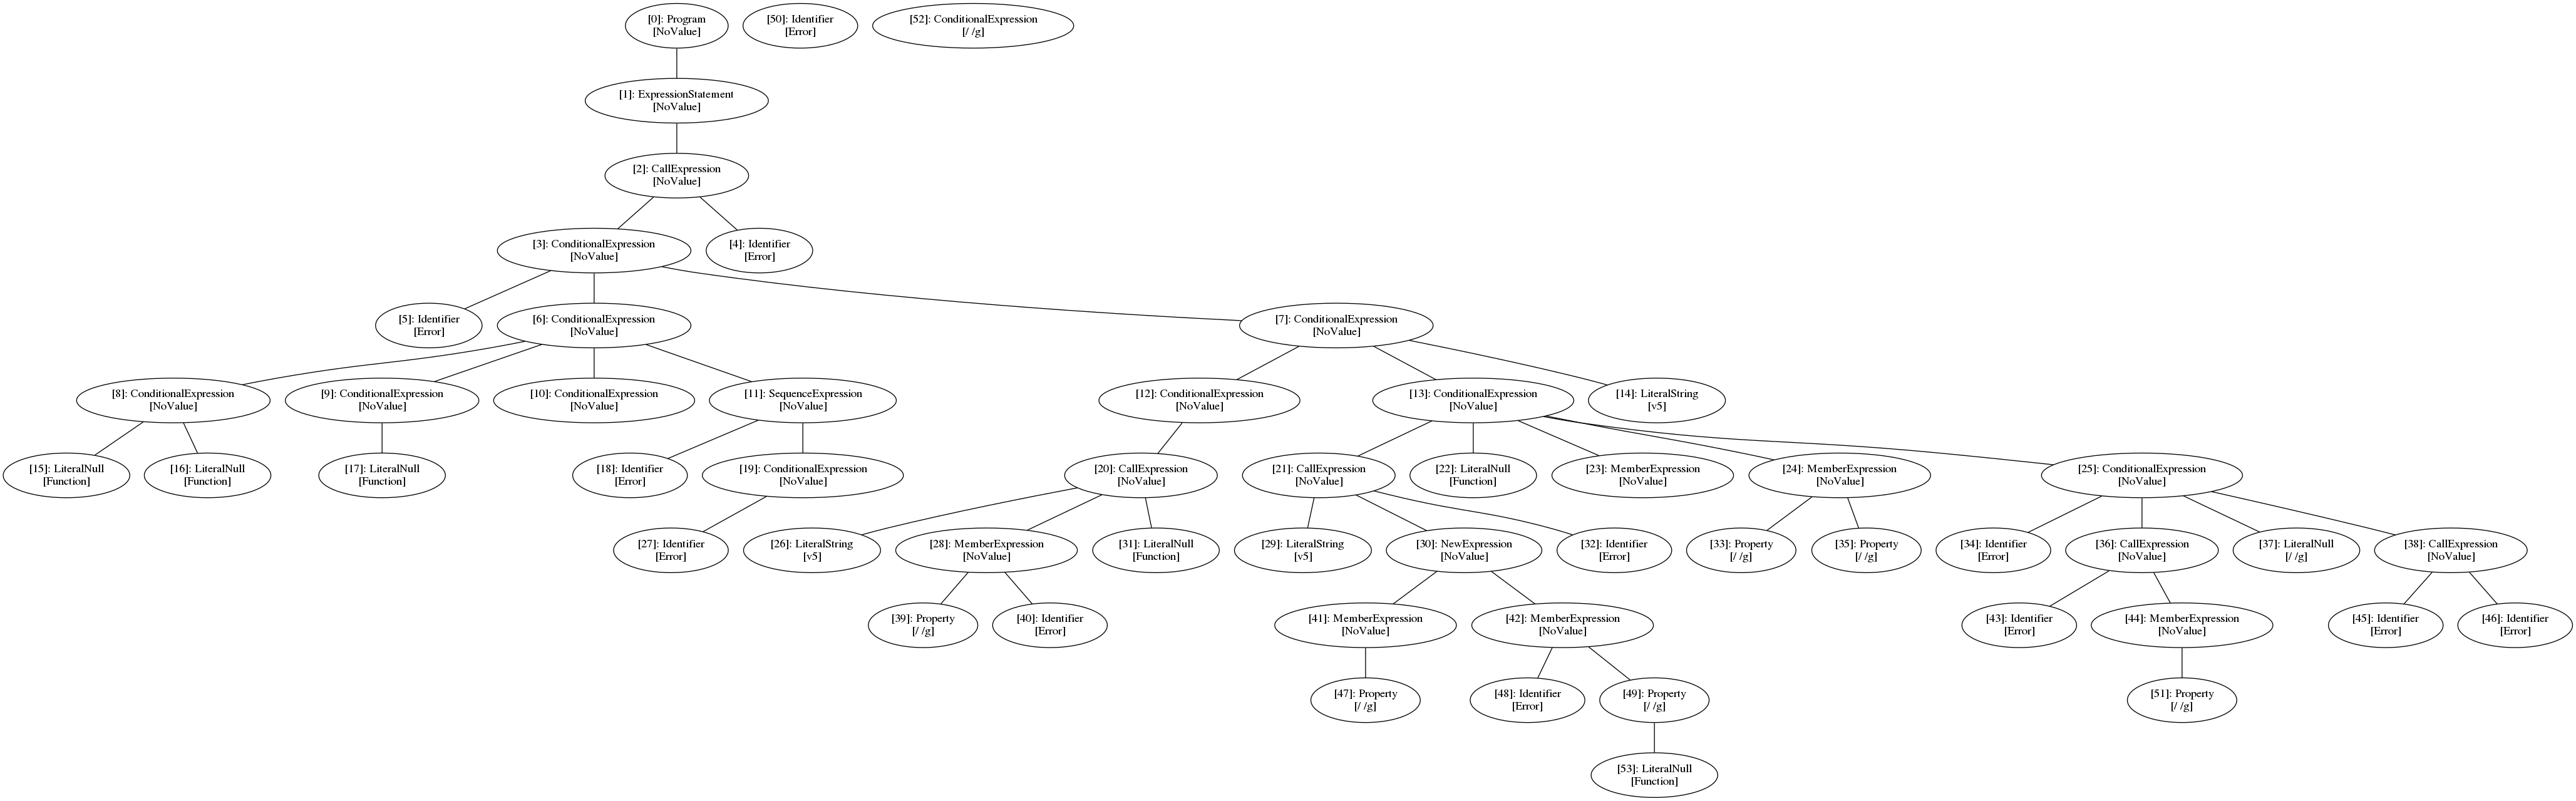 [0]: Program
[NoValue]
[50]: Identifier
[Error]
[52]: ConditionalExpression
[/ /g]
[1]: ExpressionStatement
[NoValue]
[2]: CallExpression
[NoValue]
[3]: ConditionalExpression
[NoValue]
[4]: Identifier
[Error]
[5]: Identifier
[Error]
[6]: ConditionalExpression
[NoValue]
[7]: ConditionalExpression
[NoValue]
[8]: ConditionalExpression
[NoValue]
[9]: ConditionalExpression
[NoValue]
[10]: ConditionalExpression
[NoValue]
[11]: SequenceExpression
[NoValue]
[12]: ConditionalExpression
[NoValue]
[13]: ConditionalExpression
[NoValue]
[14]: LiteralString
[v5]
[15]: LiteralNull
[Function]
[16]: LiteralNull
[Function]
[17]: LiteralNull
[Function]
[18]: Identifier
[Error]
[19]: ConditionalExpression
[NoValue]
[20]: CallExpression
[NoValue]
[21]: CallExpression
[NoValue]
[22]: LiteralNull
[Function]
[23]: MemberExpression
[NoValue]
[24]: MemberExpression
[NoValue]
[25]: ConditionalExpression
[NoValue]
[27]: Identifier
[Error]
[26]: LiteralString
[v5]
[28]: MemberExpression
[NoValue]
[31]: LiteralNull
[Function]
[29]: LiteralString
[v5]
[30]: NewExpression
[NoValue]
[32]: Identifier
[Error]
[33]: Property
[/ /g]
[35]: Property
[/ /g]
[34]: Identifier
[Error]
[36]: CallExpression
[NoValue]
[37]: LiteralNull
[/ /g]
[38]: CallExpression
[NoValue]
[39]: Property
[/ /g]
[40]: Identifier
[Error]
[41]: MemberExpression
[NoValue]
[42]: MemberExpression
[NoValue]
[43]: Identifier
[Error]
[44]: MemberExpression
[NoValue]
[45]: Identifier
[Error]
[46]: Identifier
[Error]
[47]: Property
[/ /g]
[48]: Identifier
[Error]
[49]: Property
[/ /g]
[51]: Property
[/ /g]
[53]: LiteralNull
[Function]